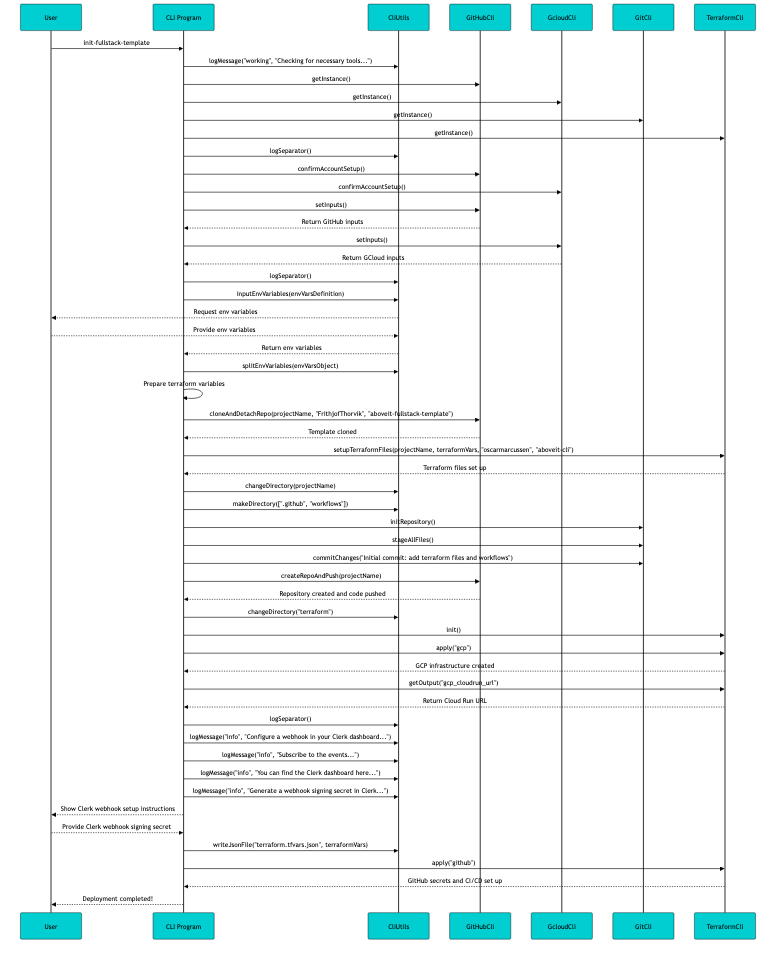 User CLI Program CliUtils GitHubCli GcloudCli GitCli TerraformCli
init-fullstack-template
logMessage("working", "Checking for necessary tools...")
getInstance()
getInstance()
getInstance()
getInstance()
logSeparator()
confirmAccountSetup()
confirmAccountSetup()
setInputs()
Return GitHub inputs
setInputs()
Return GCloud inputs
logSeparator()
inputEnvVariables(envVarsDefinition)
Request env variables
Provide env variables
Return env variables
splitEnvVariables(envVarsObject)
Prepare terraform variables
cloneAndDetachRepo(projectName, "FrithjofThorvik", "aboveit-fullstack-template")
Template cloned
setupTerraformFiles(projectName, terraformVars, "oscarmarcussen", "aboveit-cli")
Terraform files set up
changeDirectory(projectName)
makeDirectory([".github", "workflows"])
initRepository()
stageAllFiles()
commitChanges("Initial commit: add terraform files and workflows")
createRepoAndPush(projectName)
Repository created and code pushed
changeDirectory("terraform")
init()
apply("gcp")
GCP infrastructure created
getOutput("gcp_cloudrun_url")
Return Cloud Run URL
logSeparator()
logMessage("info", "Configure a webhook in your Clerk dashboard...")
logMessage("info", "Subscribe to the events...")
logMessage("info", "You can find the Clerk dashboard here...")
logMessage("info", "Generate a webhook signing secret in Clerk...")
Show Clerk webhook setup instructions
Provide Clerk webhook signing secret
writeJsonFile("terraform.tfvars.json", terraformVars)
apply("github")
GitHub secrets and CI/CD set up
Deployment completed!
User CLI Program CliUtils GitHubCli GcloudCli GitCli TerraformCli